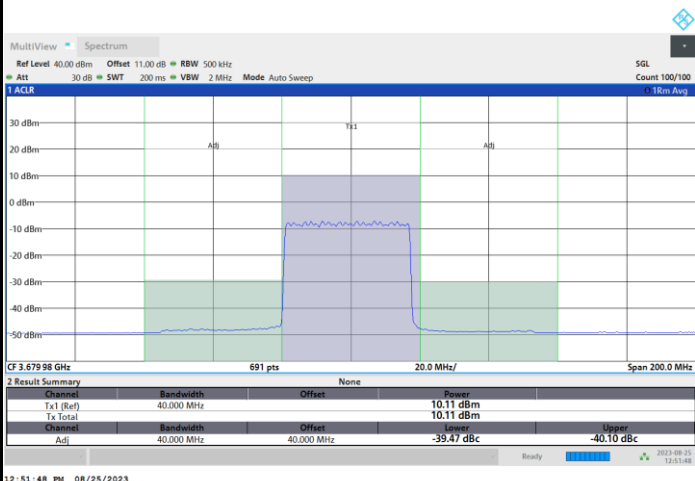 MultiView Spectrum
Ref Level 40.00 dBm Offset 11.00 dB RBW 500 kHz SGL
Att 30 dB SWT 200 ms VBW 2 MHz Mode Auto Sweep Count 100/100
1 ACLR 1Rm Avg
30 dBm
Tx1
20 dBm Adj Adj
10 dBm
0 dBm
-10 dBm
-20 dBm
-30 dBm
-40 dBm
-50 dBm
CF 3.67998 GHz 691 pts 20.0 MHz/ Span 200.0 MHz
2 Result Summary None
Channel Bandwidth Offset Power
Tx1 (Ref) 40.000 MHz 10.11 dBm
Tx Total 10.11 dBm
Channel Bandwidth Offset Lower Upper
Adj 40.000 MHz 40.000 MHz -39.47 dBc -40.10 dBc
Ready 2023-08-25
12:51:48
12:51:48 PM 08/25/2023